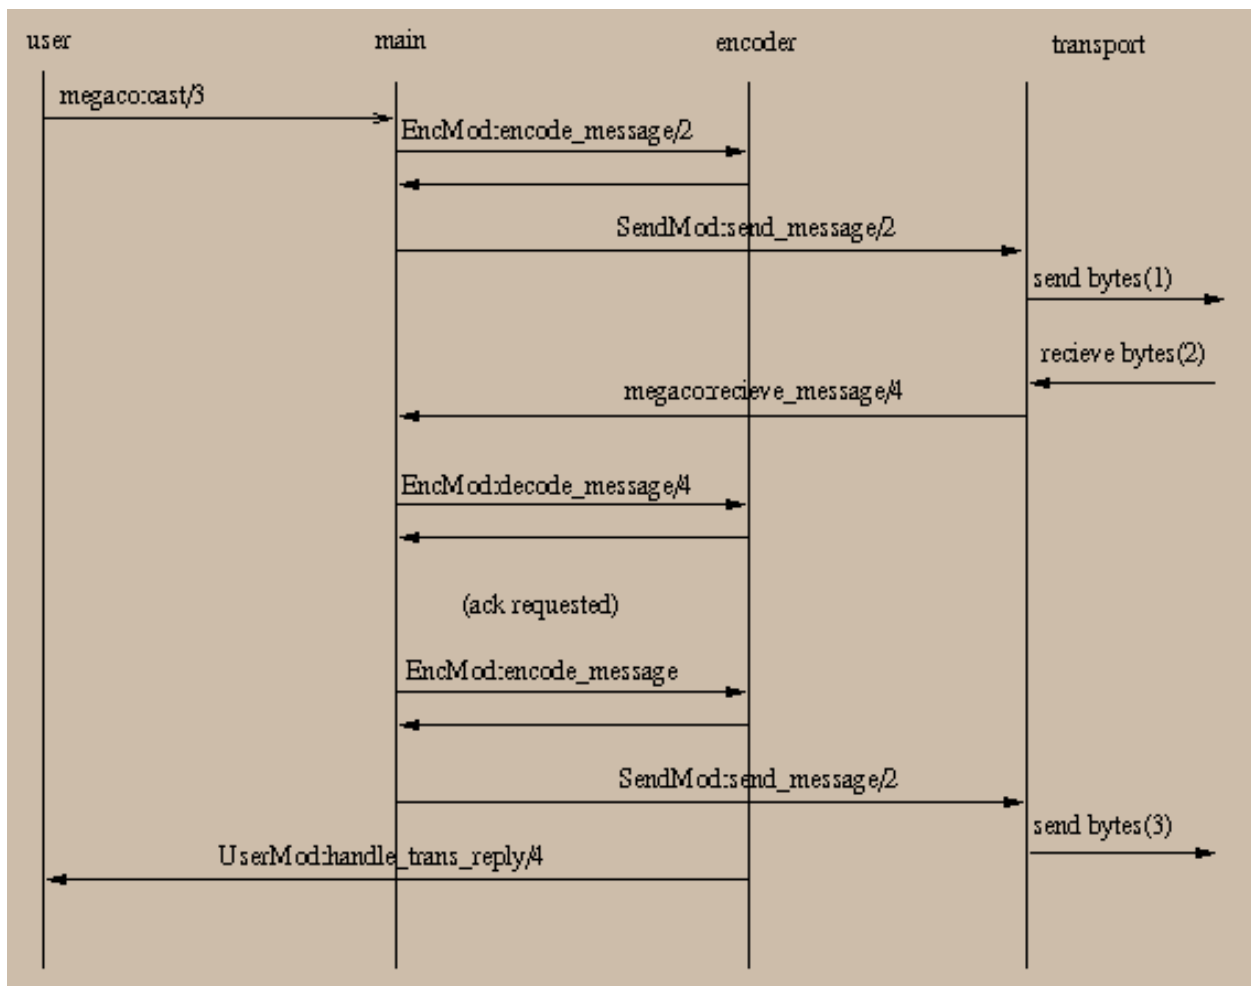 user main encoder transport
megaco:cast/3
EncMod:encode_message/2
SendMod:send_message/2
send bytes(1)
recieve bytes(2)
megaco:recieve_message/4
EncMod:decode_message/4
(ack requested)
EncMod:encode_message
SendMod:send_message/2
send bytes(3)
UserMod:handle_trans_reply/4